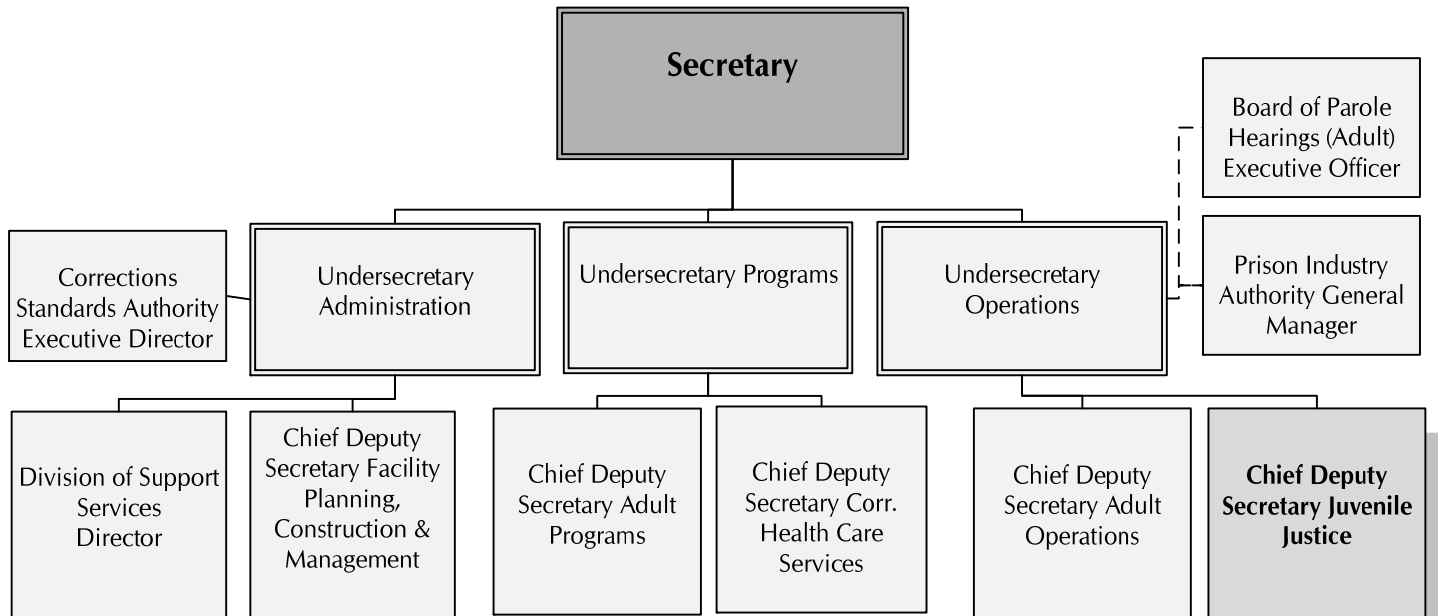 Secretary
Board of Parole
Hearings (Adult)
Executive Officer
Corrections
Standards Authority
Executive Director
Undersecretary
Administration
Undersecretary Programs
Undersecretary
Operations
Prison Industry
Authority General
Manager
Division of Support
Services
Director
Chief Deputy
Secretary Facility
Planning,
Construction &
Management
Chief Deputy
Secretary Adult
Programs
Chief Deputy
Secretary Corr.
Health Care
Services
Chief Deputy
Secretary Adult
Operations
Chief Deputy
Secretary Juvenile
Justice